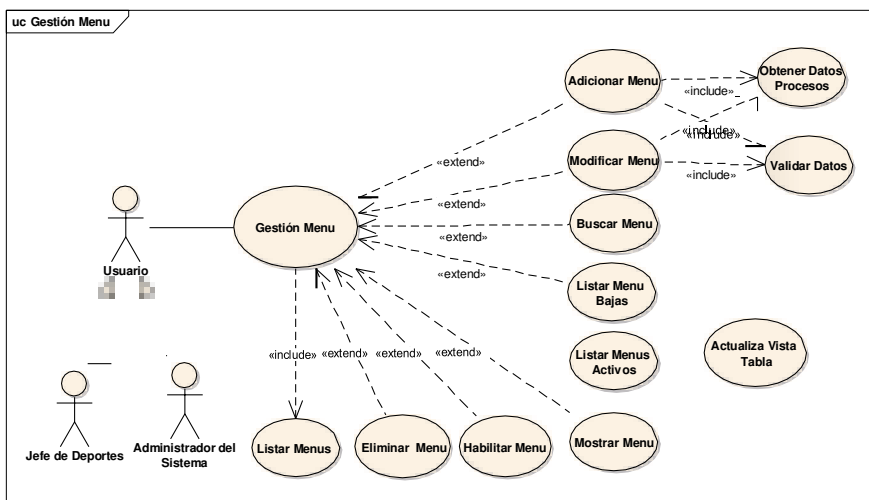 uc Gestión Menu
Adicionar Menu
Obtener Datos
Procesos
«include»
«include»
«include»
«extend»
Modificar Menu
Validar Datos
«include»
«extend»
Gestión Menu
Buscar Menu
«extend»
Usuario
«extend»
Listar Menu
Bajas
Actualiza Vista
Tabla
«include»
«extend»
«extend»
«extend»
Listar Menus
Activos
Jefe de Deportes
Administrador del
Sistema
Listar Menus
Eliminar Menu
Habilitar Menu
Mostrar Menu